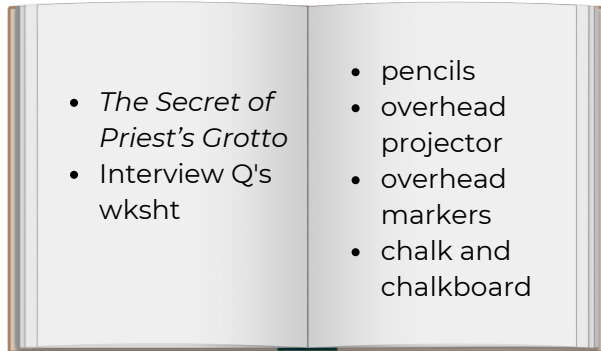 • The Secret of
Priest’s Grotto
• Interview Q's
wksht
• pencils
• overhead
projector
• overhead
markers
• chalk and
chalkboard